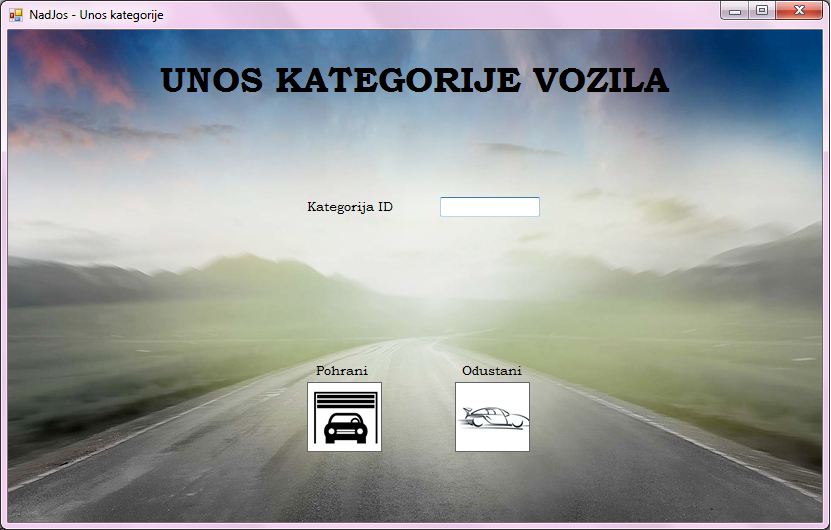 NadJos - Unos kategorije
UNOS KATEGORIJE VOZILA
Kategorija ID
Pohrani Odustani